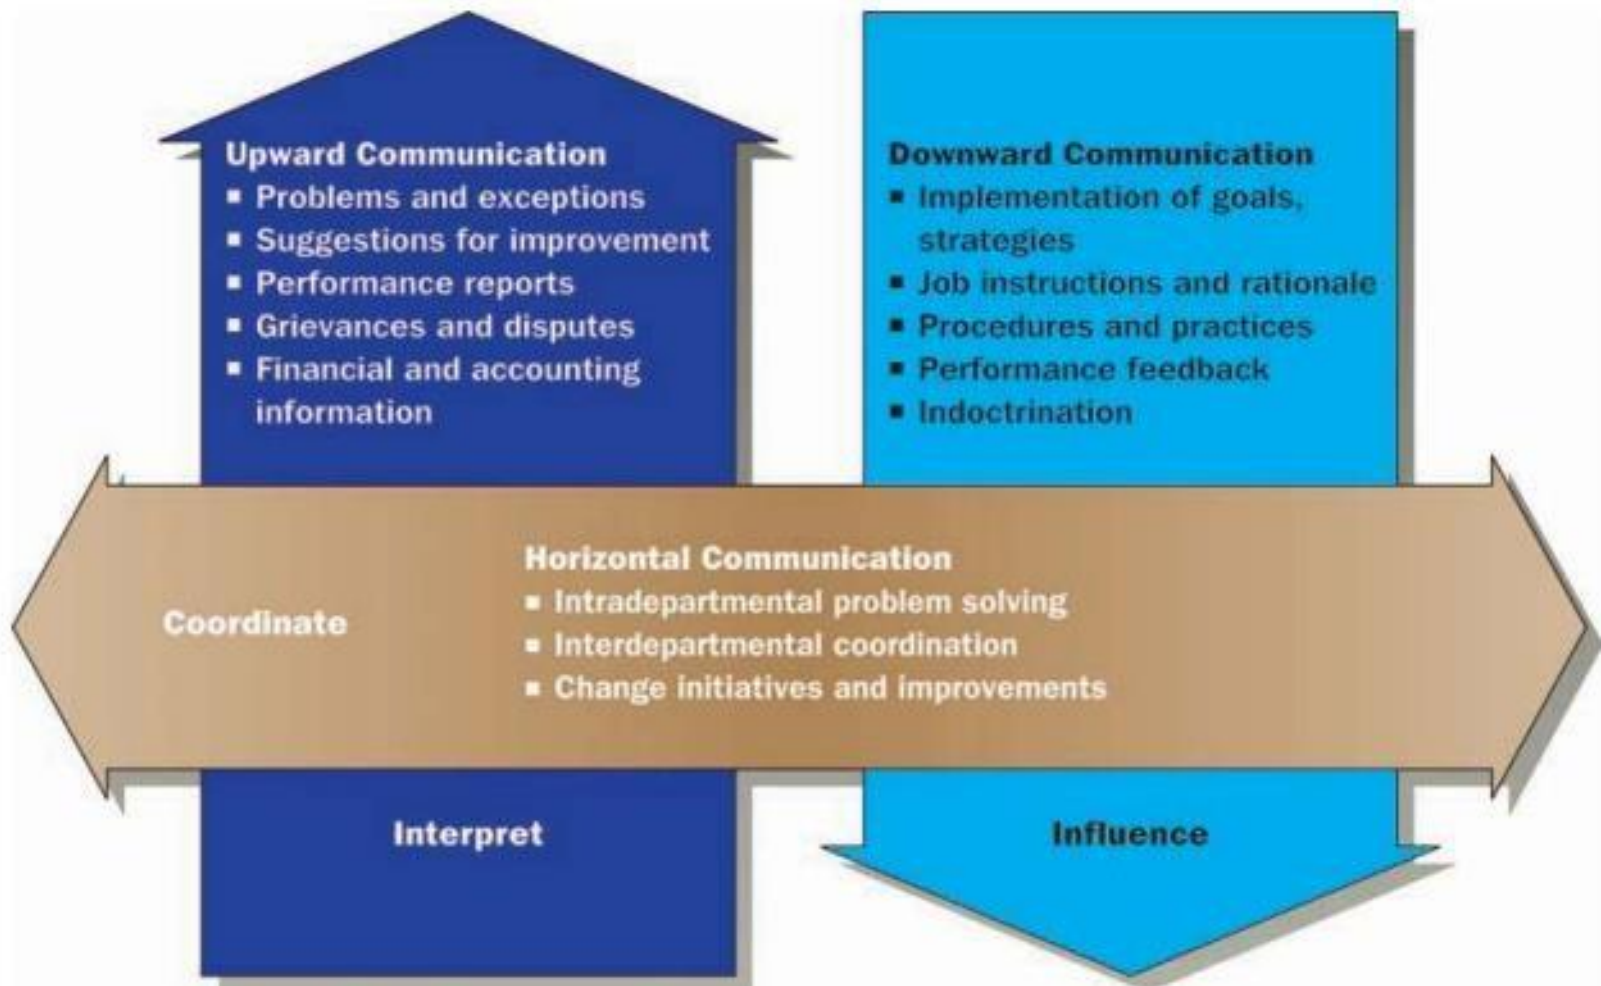 Upward Communication
▪ Problems and exceptions
▪ Suggestions for improvement
▪ Performance reports
▪ Grievances and disputes
▪ Financial and accounting
information
Downward Communication
▪ Implementation of goals,
strategies
▪ Job instructions and rationale
▪ Procedures and practices
▪ Performance feedback
▪ Indoctrination
Coordinate
Horizontal Communication
▪ Intradepartmental problem solving
▪ Interdepartmental coordination
▪ Change initiatives and improvements
Interpret
Influence